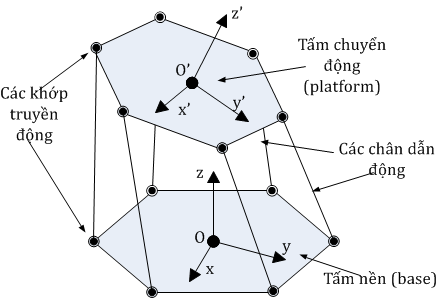 z’
Tấm chuyển
động
(platform)
O’
Các khớp
truyền
động
x’
y’
Các chân dẫn
động
z
O
y
x
Tấm nền (base)